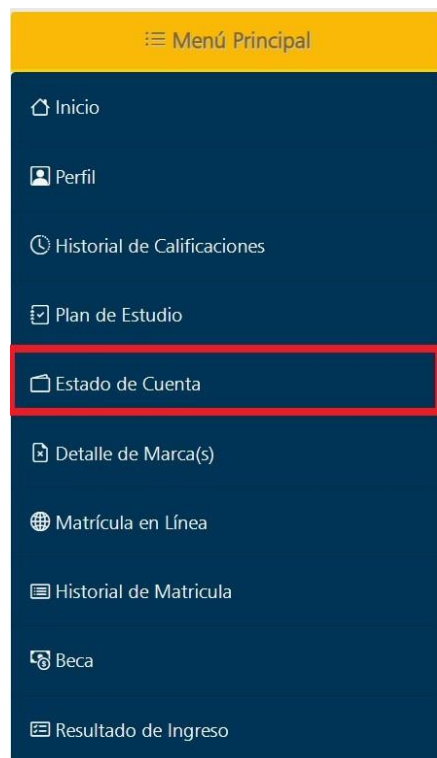 Menú Principal
Inicio
Perfil
Historial de Calificaciones
Plan de Estudio
Estado de Cuenta
Detalle de Marca(s)
Matrícula en Línea
Historial de Matricula
Beca
Resultado de Ingreso